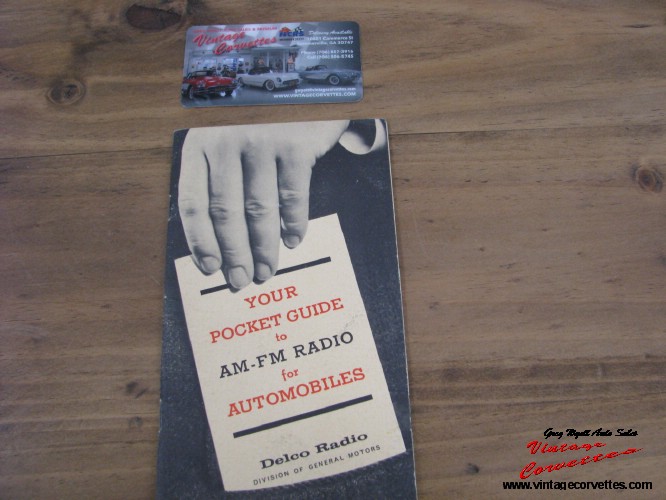 Vintage
Corvettes
Delivery Available
WWW.VINTAGECORVETTES.COM
YOUR
POCKET GUIDE
to
AM-FM RADIO
for
AUTOMOBILES
Delco Radio
DIVISION OF GENERAL MOTORS
Greg Wyatt Auto Sales
Vintage
Corvettes
www.vintagecorvettes.com